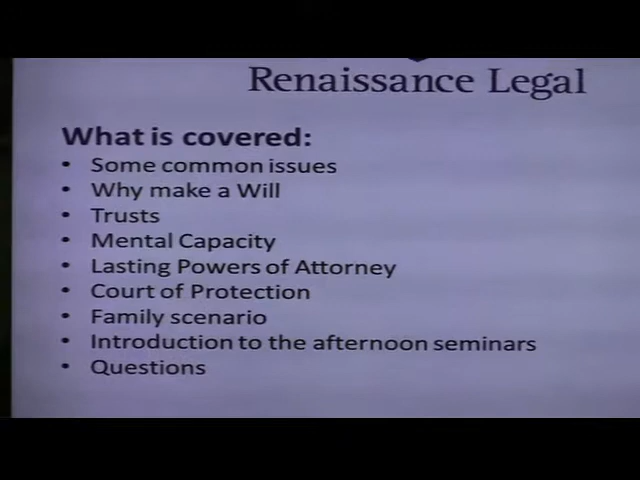 Renaissance Legal
What is covered:
• Some common issues
• Why make a Will
• Trusts
• Mental Capacity
• Lasting Powers of Attorney
• Court of Protection
• Family scenario
• Introduction to the afternoon seminars
• Questions